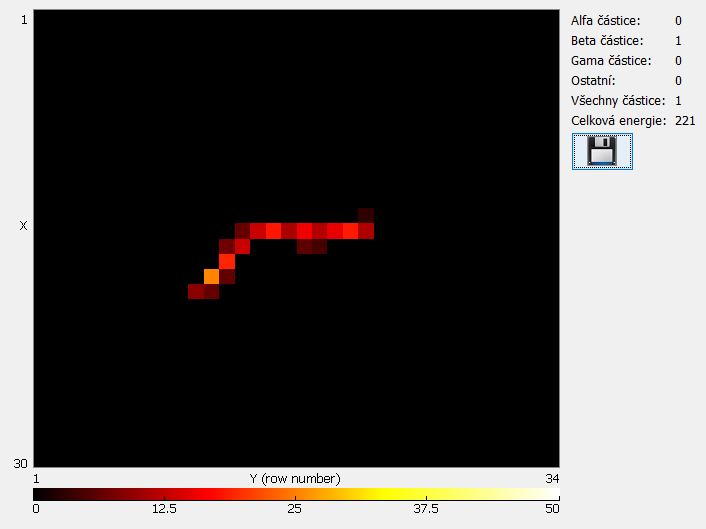 1
X
30
1 Y (row number) 34
0 12.5 25 37.5 50
Alfa částice: 0
Beta částice: 1
Gama částice: 0
Ostatní: 0
Všechny částice: 1
Celková energie: 221